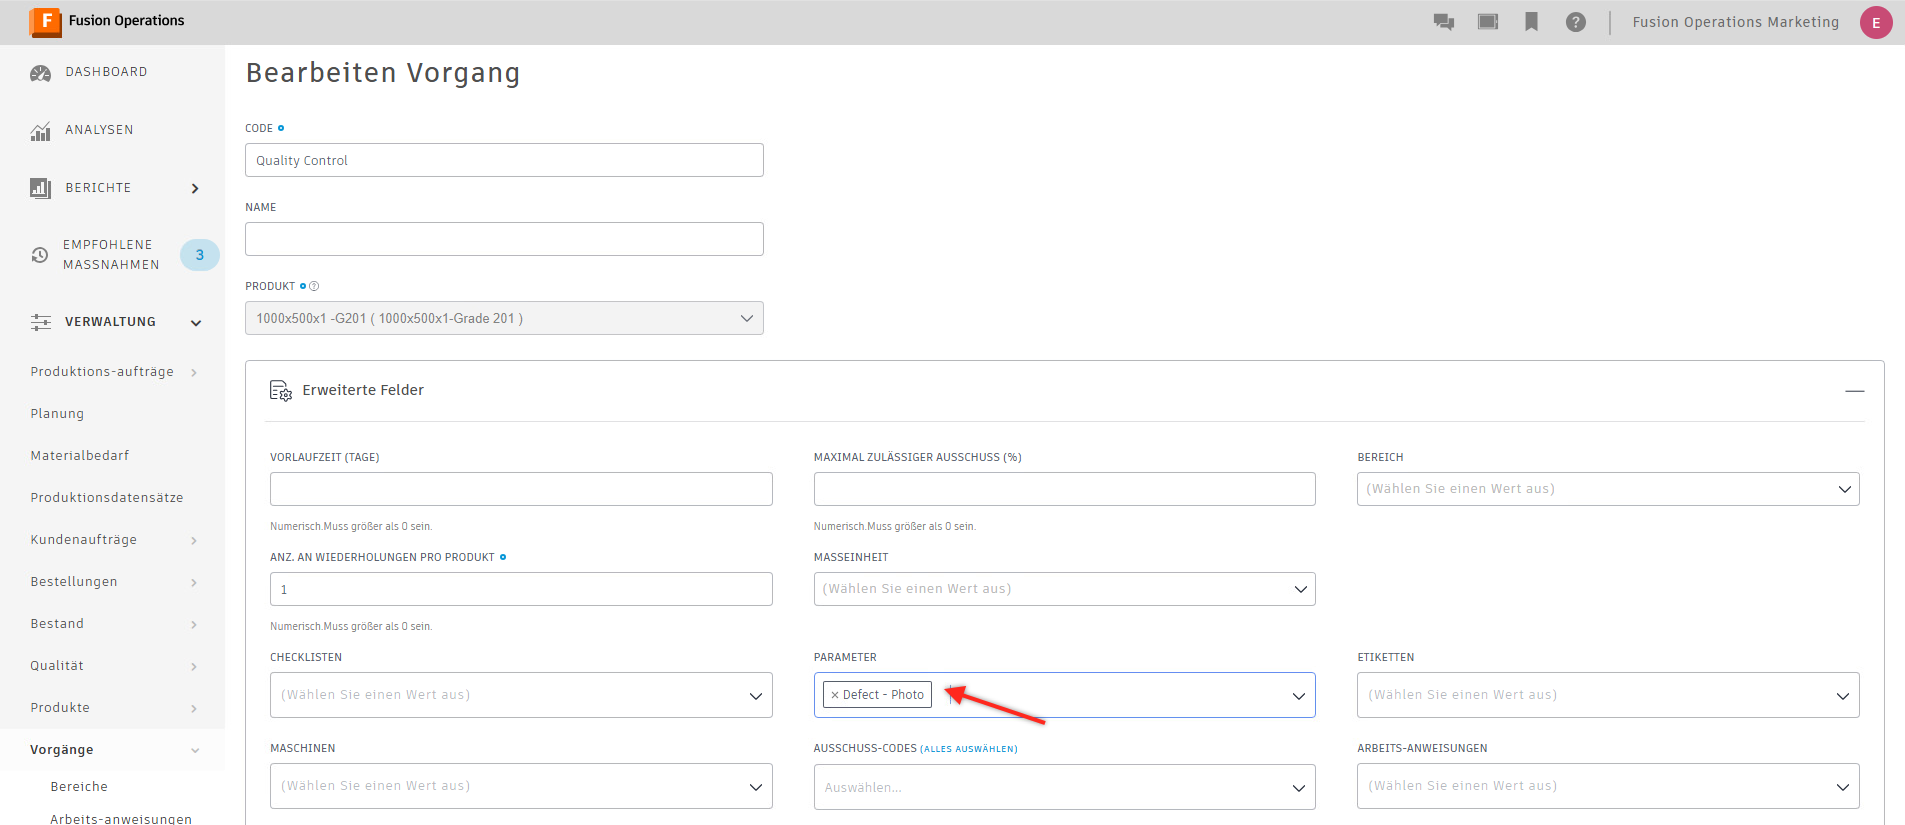 F Fusion Operations
Fusion Operations Marketing E
DASHBOARD
ANALYSEN
BERICHTE
EMPFOHLENE
MASSNAHMEN
3
VERWALTUNG
Produktions-aufträge
Planung
Materialbedarf
Produktionsdatensätze
Kundenaufträge
Bestellungen
Bestand
Qualität
Produkte
Vorgänge
Bereiche
Arbeits-anweisungen
Bearbeiten Vorgang
CODE
Quality Control
NAME
PRODUKT ?
1000x500x1 -G201 ( 1000x500x1-Grade 201 )
Erweiterte Felder
VORLAUFZEIT (TAGE)
Numerisch.Muss größer als 0 sein.
MAXIMAL ZULÄSSIGER AUSSCHUSS (%)
Numerisch.Muss größer als 0 sein.
BEREICH
(Wählen Sie einen Wert aus)
ANZ. AN WIEDERHOLUNGEN PRO PRODUKT
1
Numerisch.Muss größer als 0 sein.
MASSEINHEIT
(Wählen Sie einen Wert aus)
CHECKLISTEN
(Wählen Sie einen Wert aus)
PARAMETER
× Defect - Photo
ETIKETTEN
(Wählen Sie einen Wert aus)
MASCHINEN
(Wählen Sie einen Wert aus)
AUSSCHUSS-CODES (ALLES AUSWÄHLEN)
Auswählen...
ARBEITS-ANWEISUNGEN
(Wählen Sie einen Wert aus)